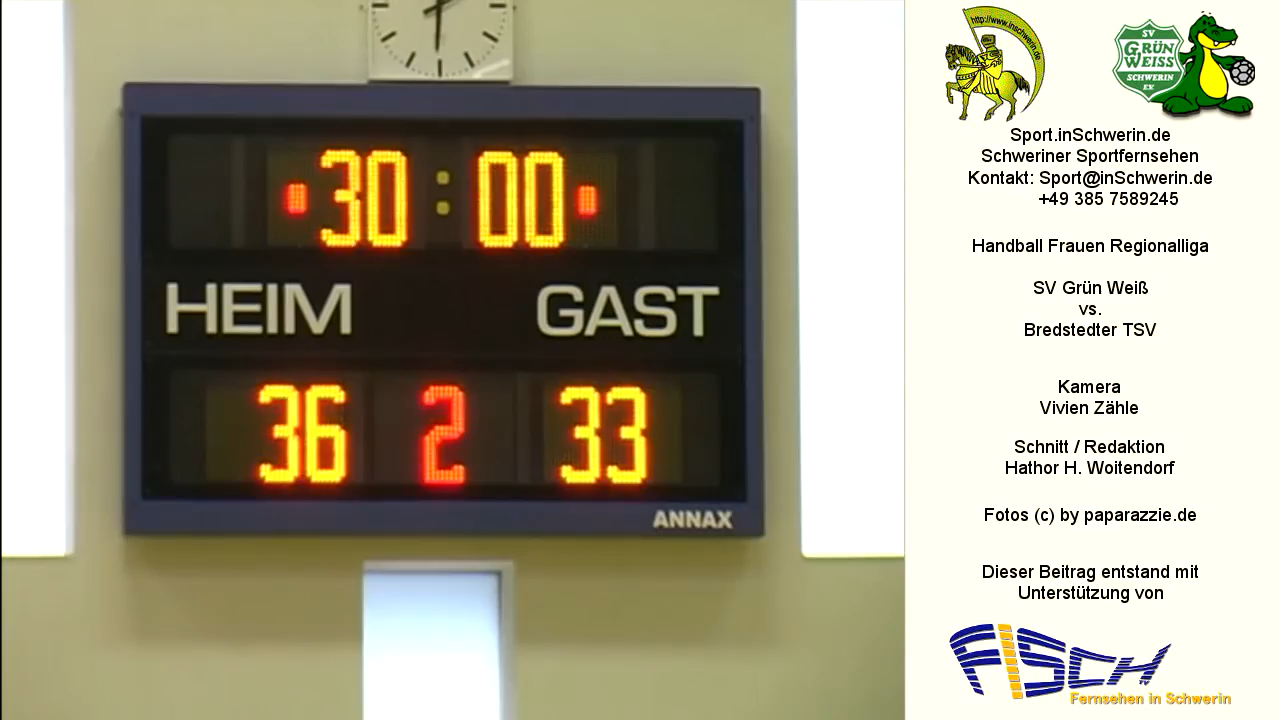 30 : 00
HEIM GAST
36 2 33
ANNAX
http://www.inschwerin.de
SV
GRÜN
WEISS
SCHWERIN
E.V.
Sport.inSchwerin.de
Schweriner Sportfernsehen
Kontakt: Sport@inSchwerin.de
+49 385 7589245
Handball Frauen Regionalliga
SV Grün Weiß
vs.
Bredstedter TSV
Kamera
Vivien Zähle
Schnitt / Redaktion
Hathor H. Woitendorf
Fotos (c) by paparazzie.de
Dieser Beitrag entstand mit
Unterstützung von
FISCH
TV
Fernsehen in Schwerin